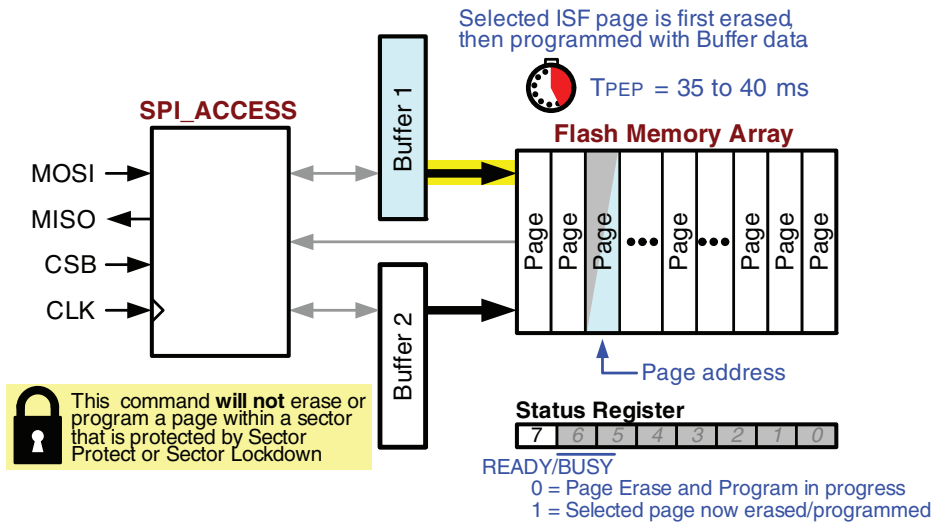 Selected ISF page is first erased,
then programmed with Buffer data
TPEP = 35 to 40 ms
SPI_ACCESS
Flash Memory Array
MOSI
MISO
CSB
CLK
Buffer 1
Buffer 2
Page
Page
Page
•••
Page
•••
Page
Page
Page
Page address
This command will not erase or
program a page within a sector
that is protected by Sector
Protect or Sector Lockdown
Status Register
7 6 5 4 3 2 1 0
READY/BUSY
0 = Page Erase and Program in progress
1 = Selected page now erased/programmed